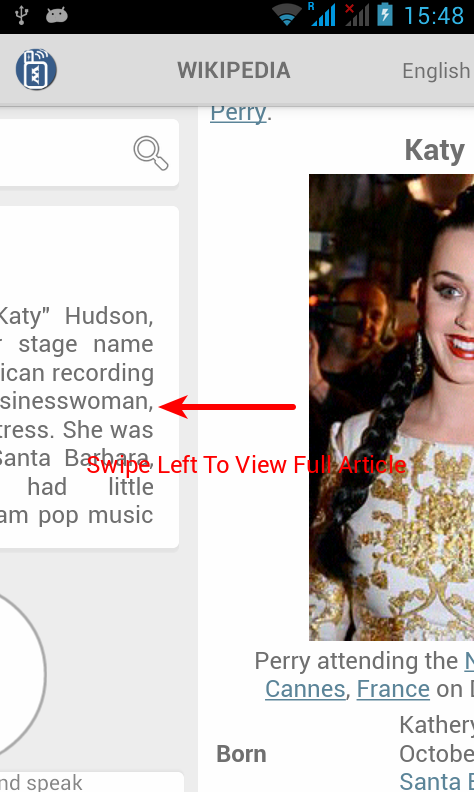 R
15:48
WIKIPEDIA
English
Perry.
Katy
Katy" Hudson,
stage name
ican recording
sinesswoman,
tress. She was
Santa Barbara,
had little
am pop music
Swipe Left To View Full Article
Perry attending the N
Cannes, France on D
Kathery
Born
Octobe
Santa B
nd speak